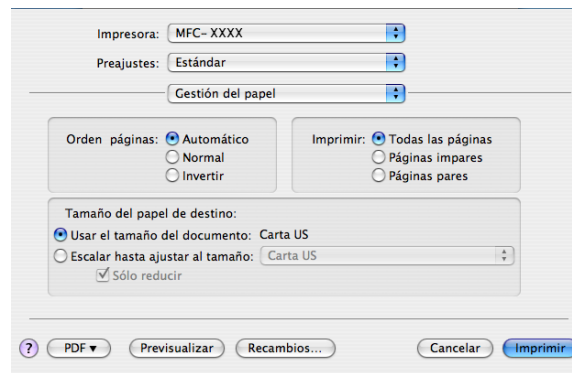 Impresora: MFC-XXXX
Preajustes: Estándar
Gestión del papel
Orden páginas: Automático
Normal
Invertir
Imprimir: Todas las páginas
Páginas impares
Páginas pares
Tamaño del papel de destino:
Usar el tamaño del documento: Carta US
Escalar hasta ajustar al tamaño: Carta US
Sólo reducir
? PDF▼ Previsualizar Recambios... Cancelar Imprimir